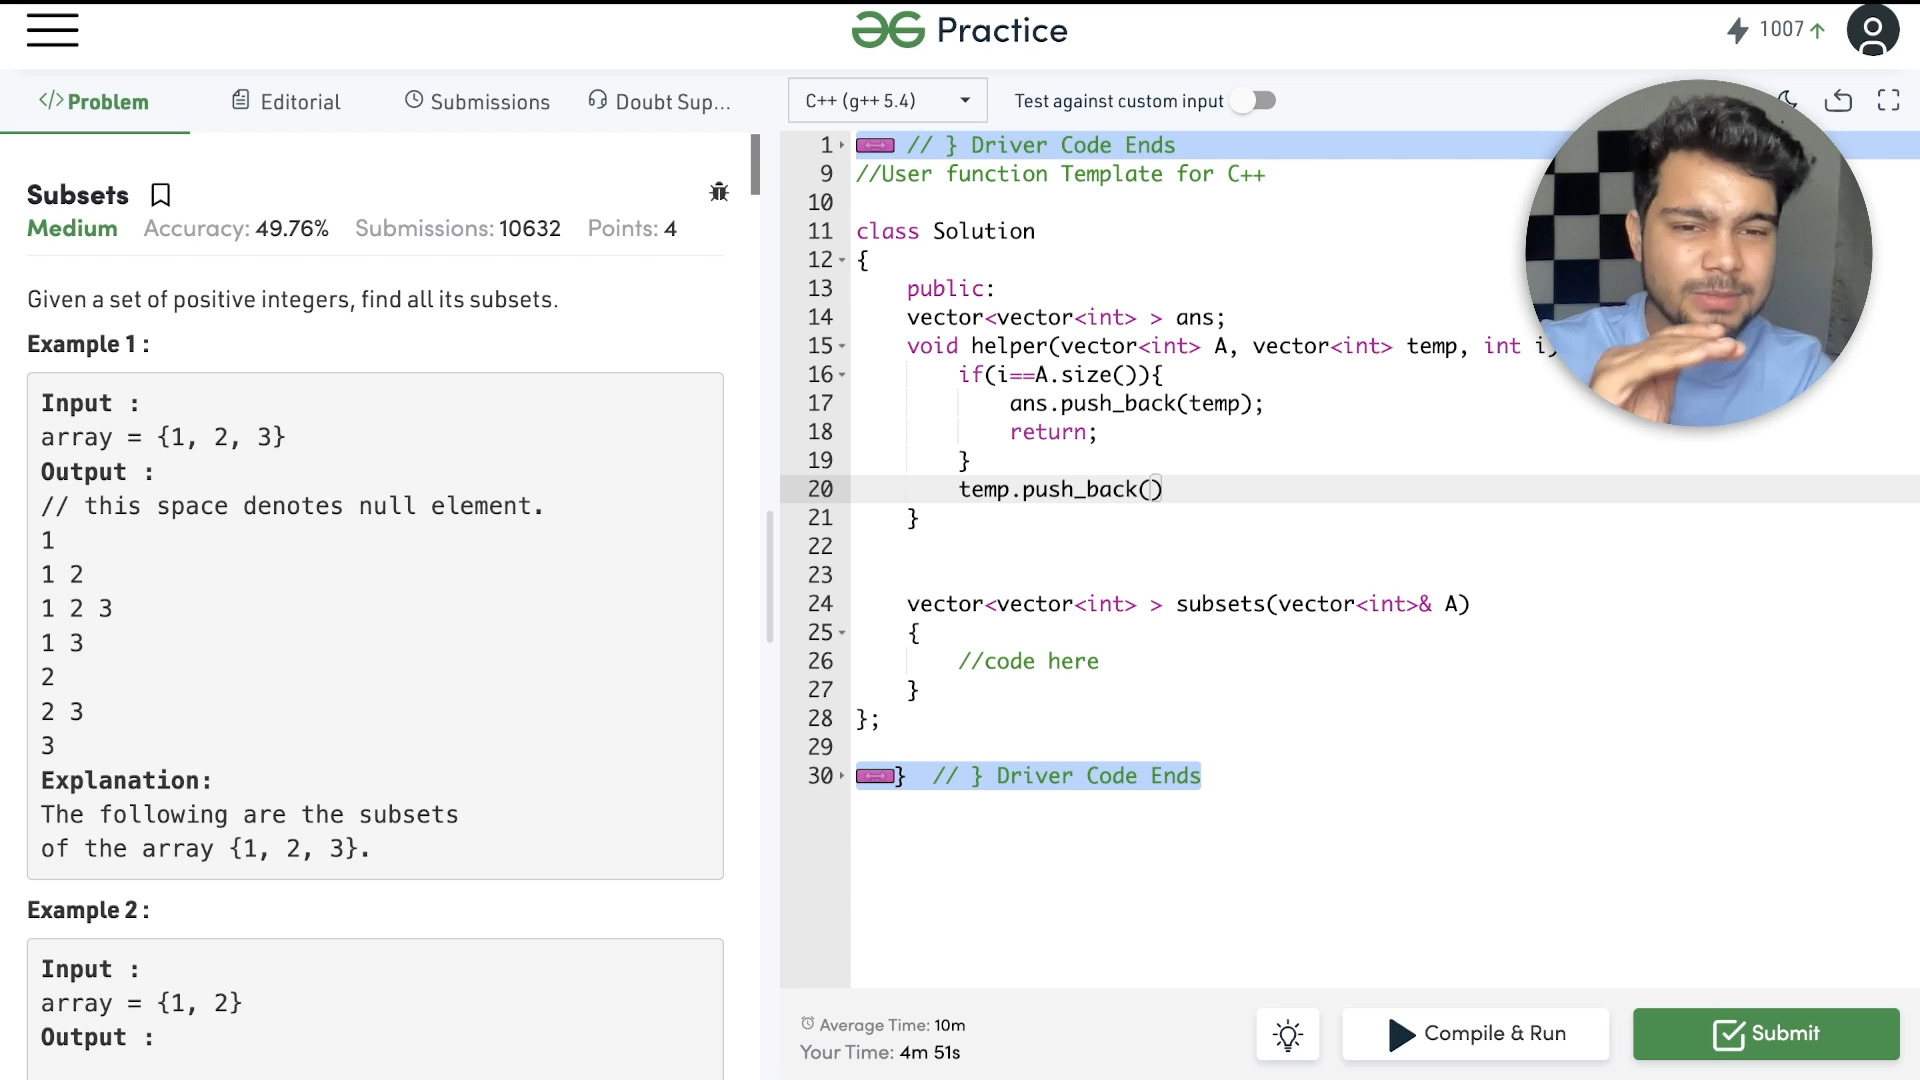 Practice
1007
Problem
Editorial
Submissions
Doubt Sup...
C++ (g++ 5.4)
Test against custom input
Subsets
Medium Accuracy: 49.76% Submissions: 10632 Points: 4
Given a set of positive integers, find all its subsets.
Example 1 :
Input :
array = {1, 2, 3}
Output :
// this space denotes null element.
1
1 2
1 2 3
1 3
2
2 3
3
Explanation:
The following are the subsets
of the array {1, 2, 3}.
Example 2 :
Input :
array = {1, 2}
Output :
1 // } Driver Code Ends
9 //User function Template for C++
10
11 class Solution
12 {
13 public:
14 vector<vector<int> > ans;
15 void helper(vector<int> A, vector<int> temp, int i)
16 if(i==A.size()){
17 ans.push_back(temp);
18 return;
19 }
20 temp.push_back()
21 }
22
23
24 vector<vector<int> > subsets(vector<int>& A)
25 {
26 //code here
27 }
28 };
29
30 } // } Driver Code Ends
Average Time: 10m
Your Time: 4m 51s
Compile & Run
Submit